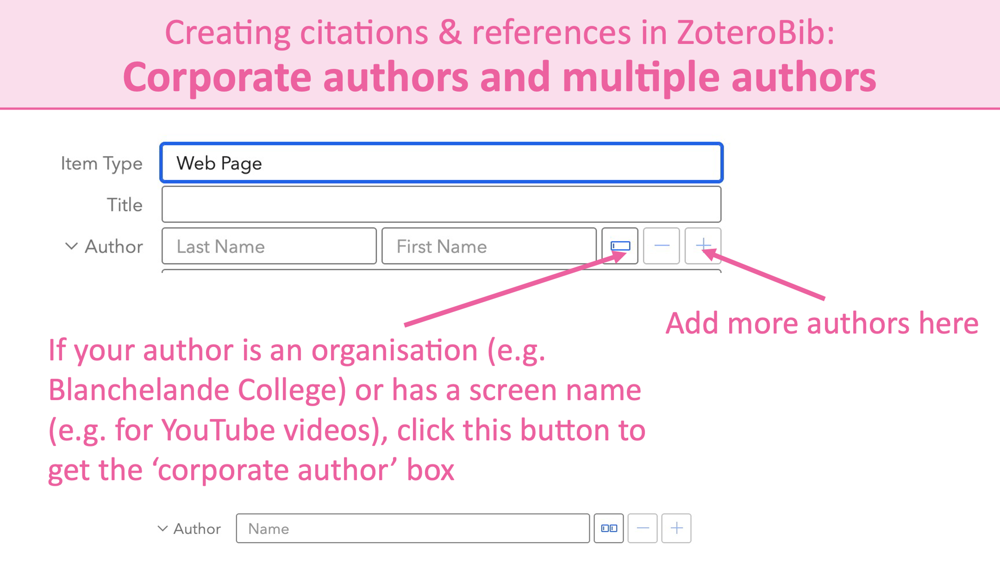 Creating citations & references in ZoteroBib:
Corporate authors and multiple authors
Item Type
Web Page
Title
Author
Last Name
First Name
Add more authors here
If your author is an organisation (e.g.
Blanchelande College) or has a screen name
(e.g. for YouTube videos), click this button to
get the ‘corporate author’ box
Author
Name